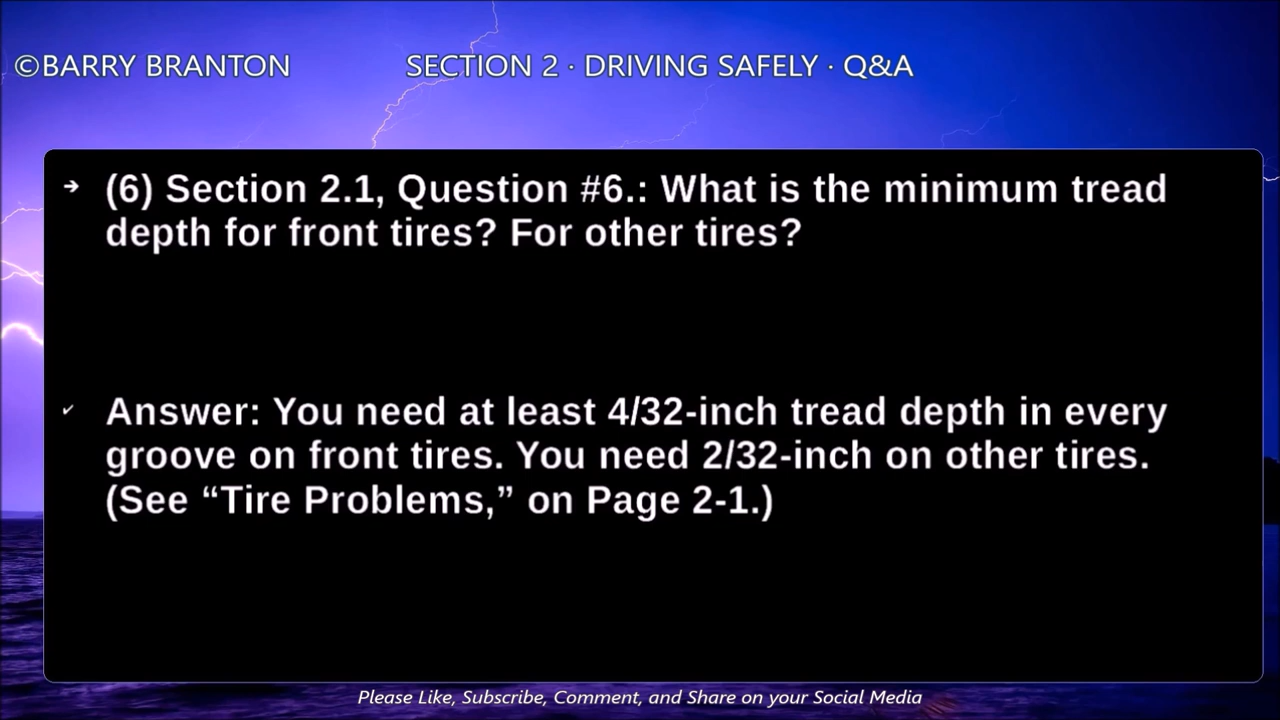 ©BARRY BRANTON
SECTION 2 · DRIVING SAFELY · Q&A
(6) Section 2.1, Question #6.: What is the minimum tread
depth for front tires? For other tires?
Answer: You need at least 4/32-inch tread depth in every
groove on front tires. You need 2/32-inch on other tires.
(See “Tire Problems,” on Page 2-1.)
Please Like, Subscribe, Comment, and Share on your Social Media